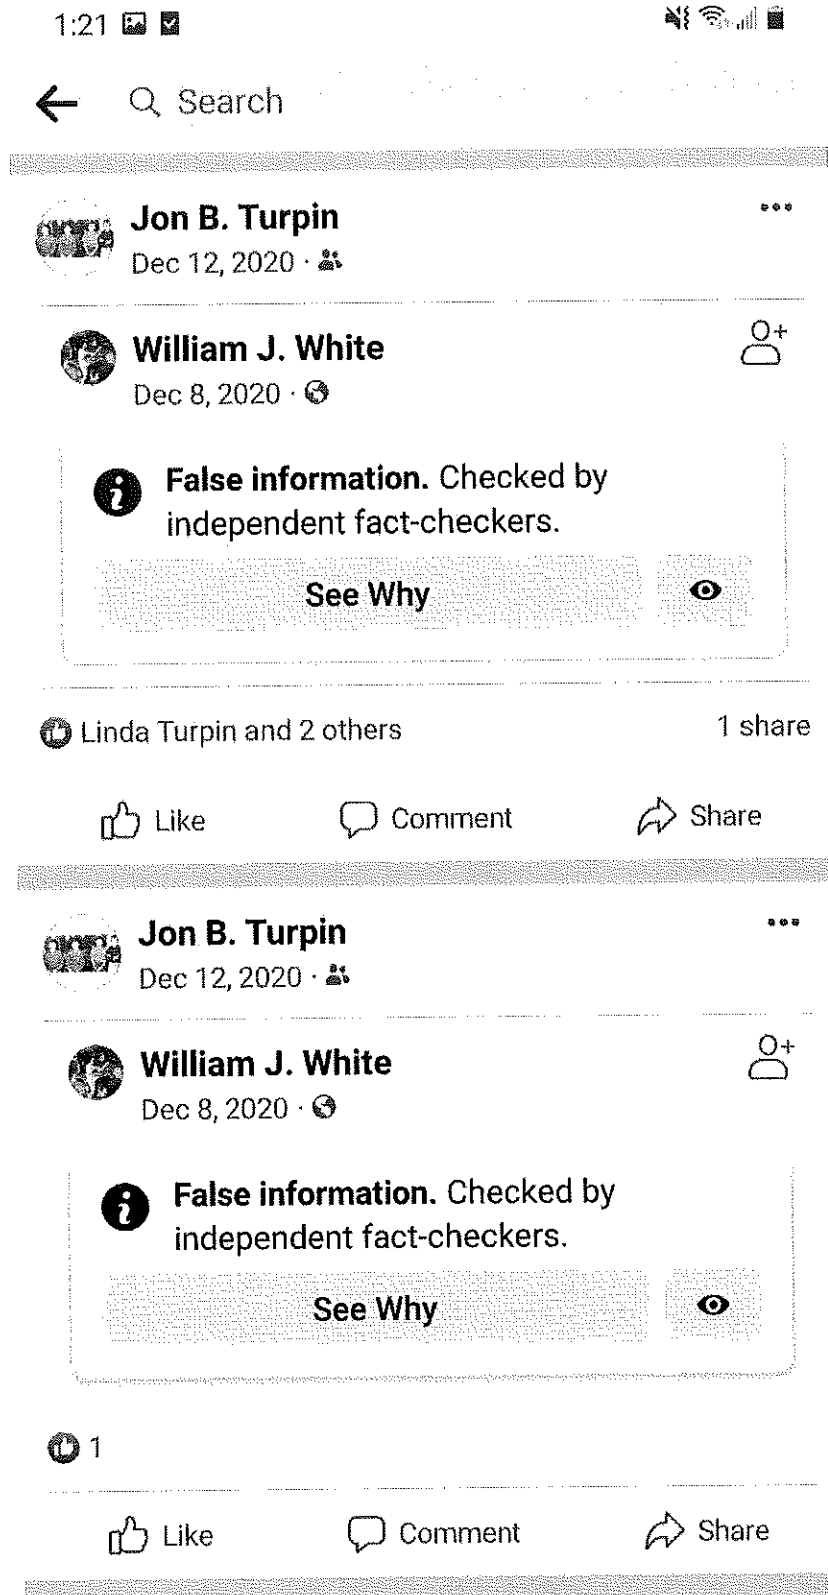 1:21
Search
Jon B. Turpin
Dec 12, 2020 ·
William J. White
Dec 8, 2020 ·
False information. Checked by
independent fact-checkers.
See Why
Linda Turpin and 2 others 1 share
Like Comment Share
Jon B. Turpin
Dec 12, 2020 ·
William J. White
Dec 8, 2020 ·
False information. Checked by
independent fact-checkers.
See Why
1
Like Comment Share